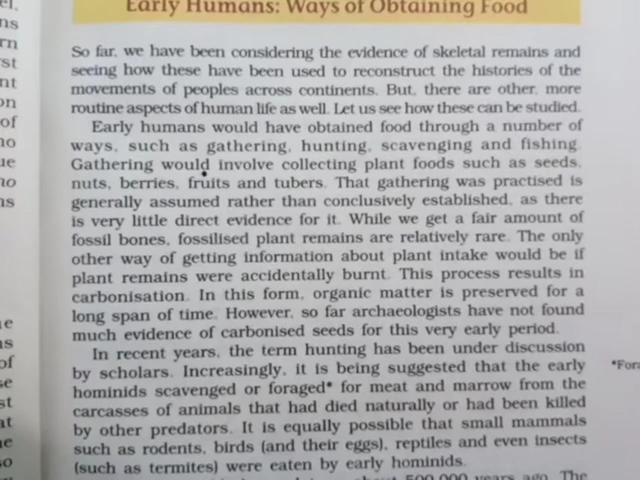 Early Humans: Ways of Obtaining Food
So far, we have been considering the evidence of skeletal remains and
seeing how these have been used to reconstruct the histories of the
movements of peoples across continents. But, there are other, more
routine aspects of human life as well. Let us see how these can be studied.
Early humans would have obtained food through a number of
ways, such as gathering, hunting, scavenging and fishing.
Gathering would involve collecting plant foods such as seeds,
nuts, berries, fruits and tubers. That gathering was practised is
generally assumed rather than conclusively established, as there
is very little direct evidence for it. While we get a fair amount of
fossil bones, fossilised plant remains are relatively rare. The only
other way of getting information about plant intake would be if
plant remains were accidentally burnt. This process results in
carbonisation. In this form, organic matter is preserved for a
long span of time. However, so far archaeologists have not found
much evidence of carbonised seeds for this very early period.
In recent years, the term hunting has been under discussion
by scholars. Increasingly, it is being suggested that the early
hominids scavenged or foraged* for meat and marrow from the
carcasses of animals that had died naturally or had been killed
by other predators. It is equally possible that small mammals
such as rodents, birds (and their eggs), reptiles and even insects
(such as termites) were eaten by early hominids.
about 500,000 years ago. The